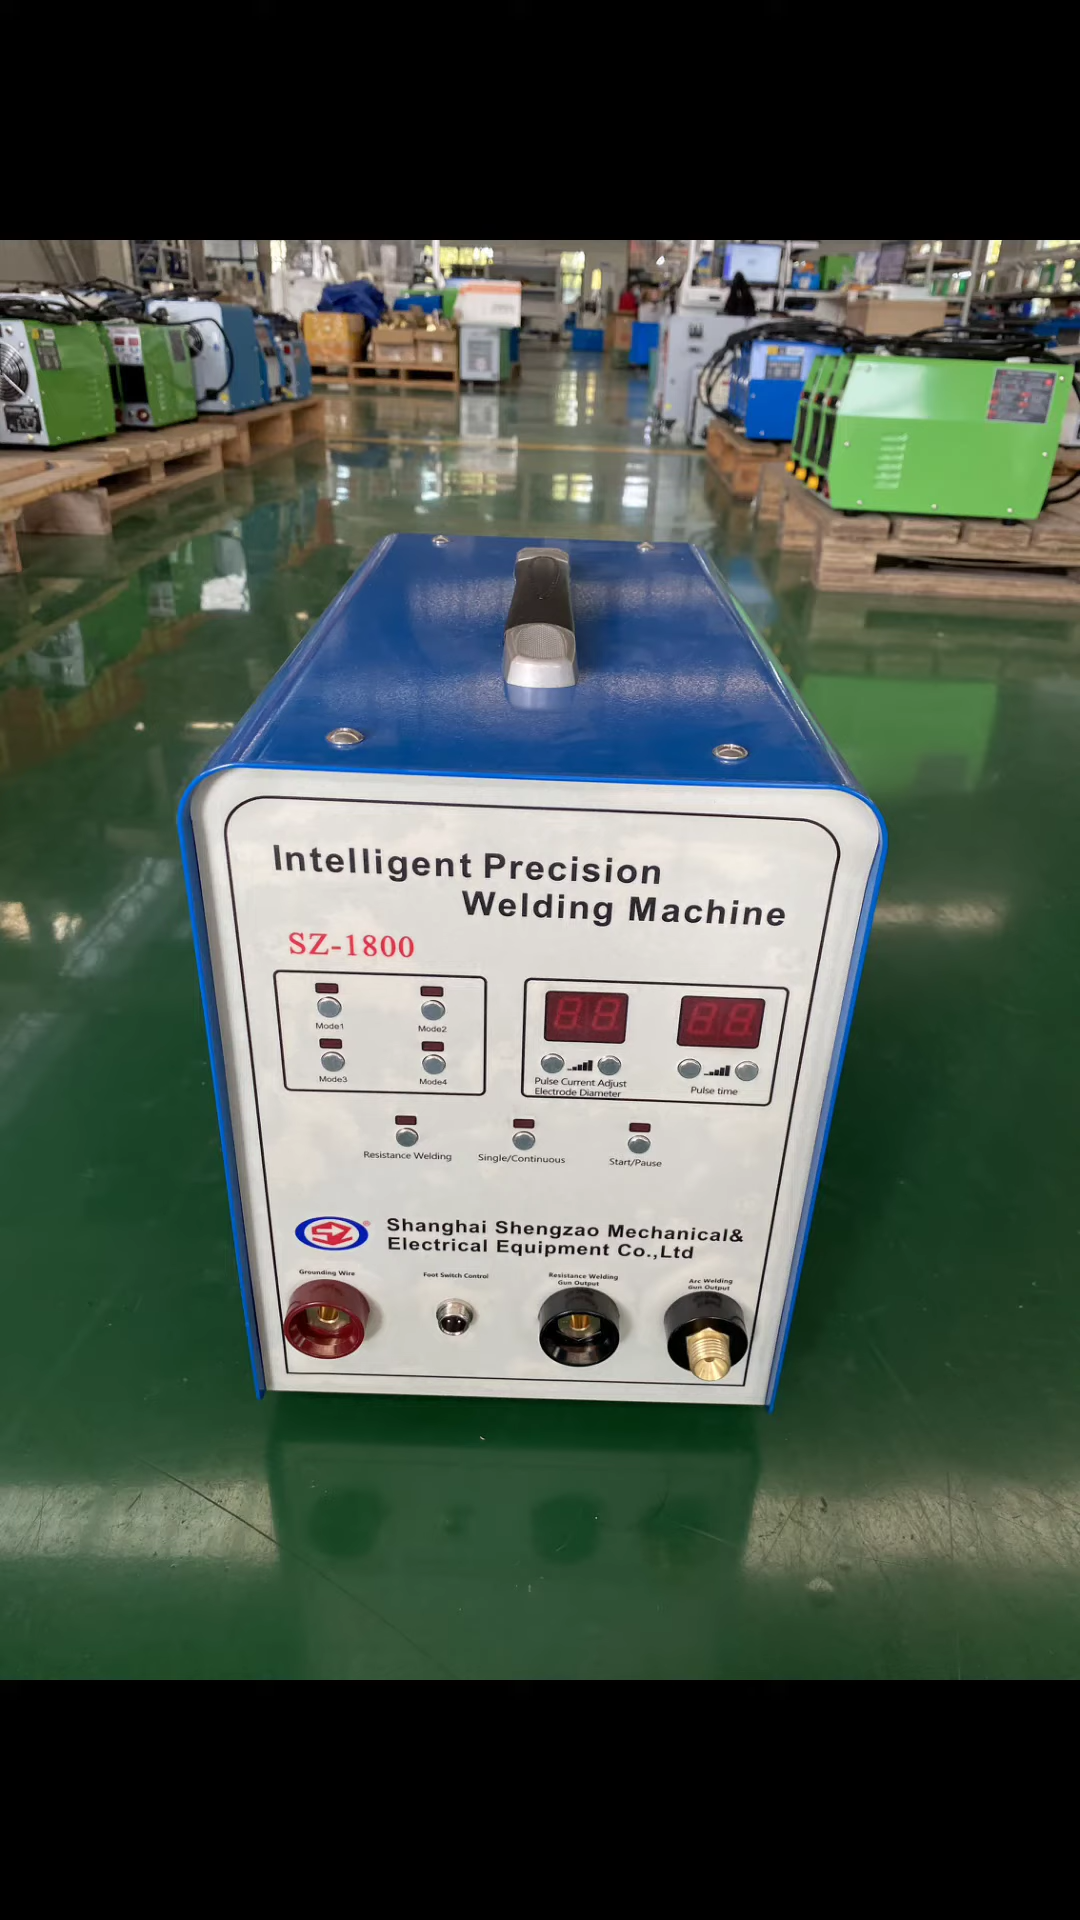 Intelligent Precision
Welding Machine
SZ-1800
Mode1
Mode2
Mode3
Mode4
Pulse Current Adjust
Electrode Diameter
Pulse time
Resistance Welding
Single/Continuous
Start/Pause
SZ®
Shanghai Shengzao Mechanical&
Electrical Equipment Co.,Ltd
Grounding Wire
Foot Switch Control
Resistance Welding
Gun Output
Arc Welding
Gun Output